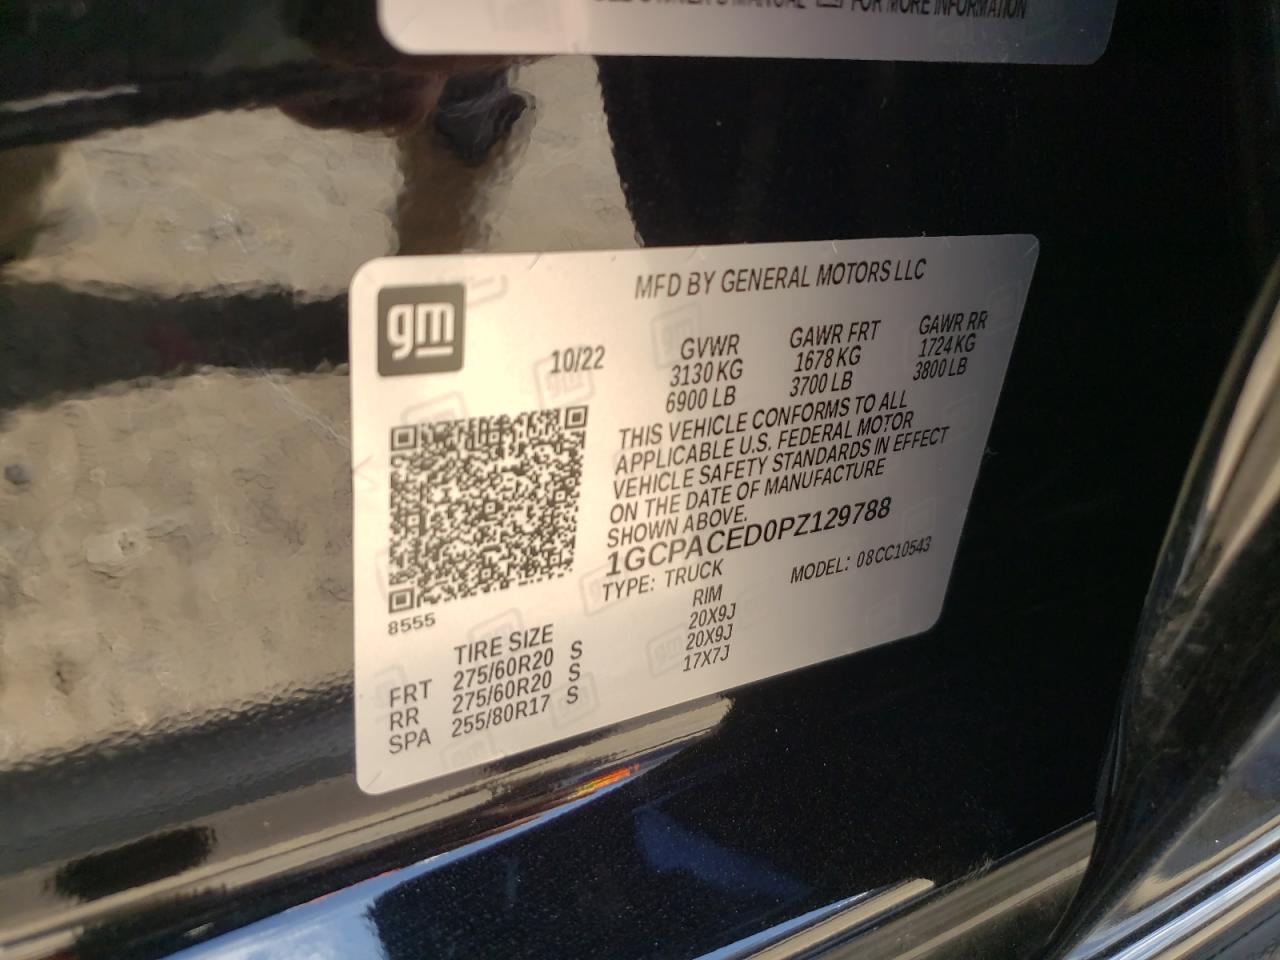 OWNER'S MANUAL FOR MORE INFORMATION
gm
MFD BY GENERAL MOTORS LLC
10/22 GVWR GAWR FRT GAWR RR
3130 KG 1678 KG 1724 KG
6900 LB 3700 LB 3800 LB
THIS VEHICLE CONFORMS TO ALL
APPLICABLE U.S. FEDERAL MOTOR
VEHICLE SAFETY STANDARDS IN EFFECT
ON THE DATE OF MANUFACTURE
SHOWN ABOVE.
1GCPACED0PZ129788
TYPE: TRUCK MODEL: 08CC10543
8555
TIRE SIZE RIM
FRT 275/60R20 S 20X9J
RR 275/60R20 S 20X9J
SPA 255/80R17 S 17X7J